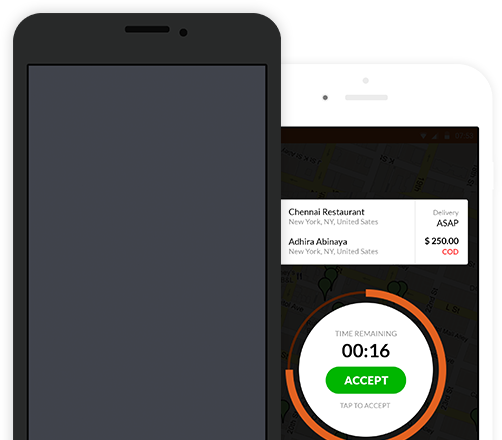 Chennai Restaurant
New York, NY, United Sates
Delivery
ASAP
Adhira Abinaya
New York, NY, United Sates
$ 250.00
COD
TIME REMAINING
00:16
ACCEPT
TAP TO ACCEPT